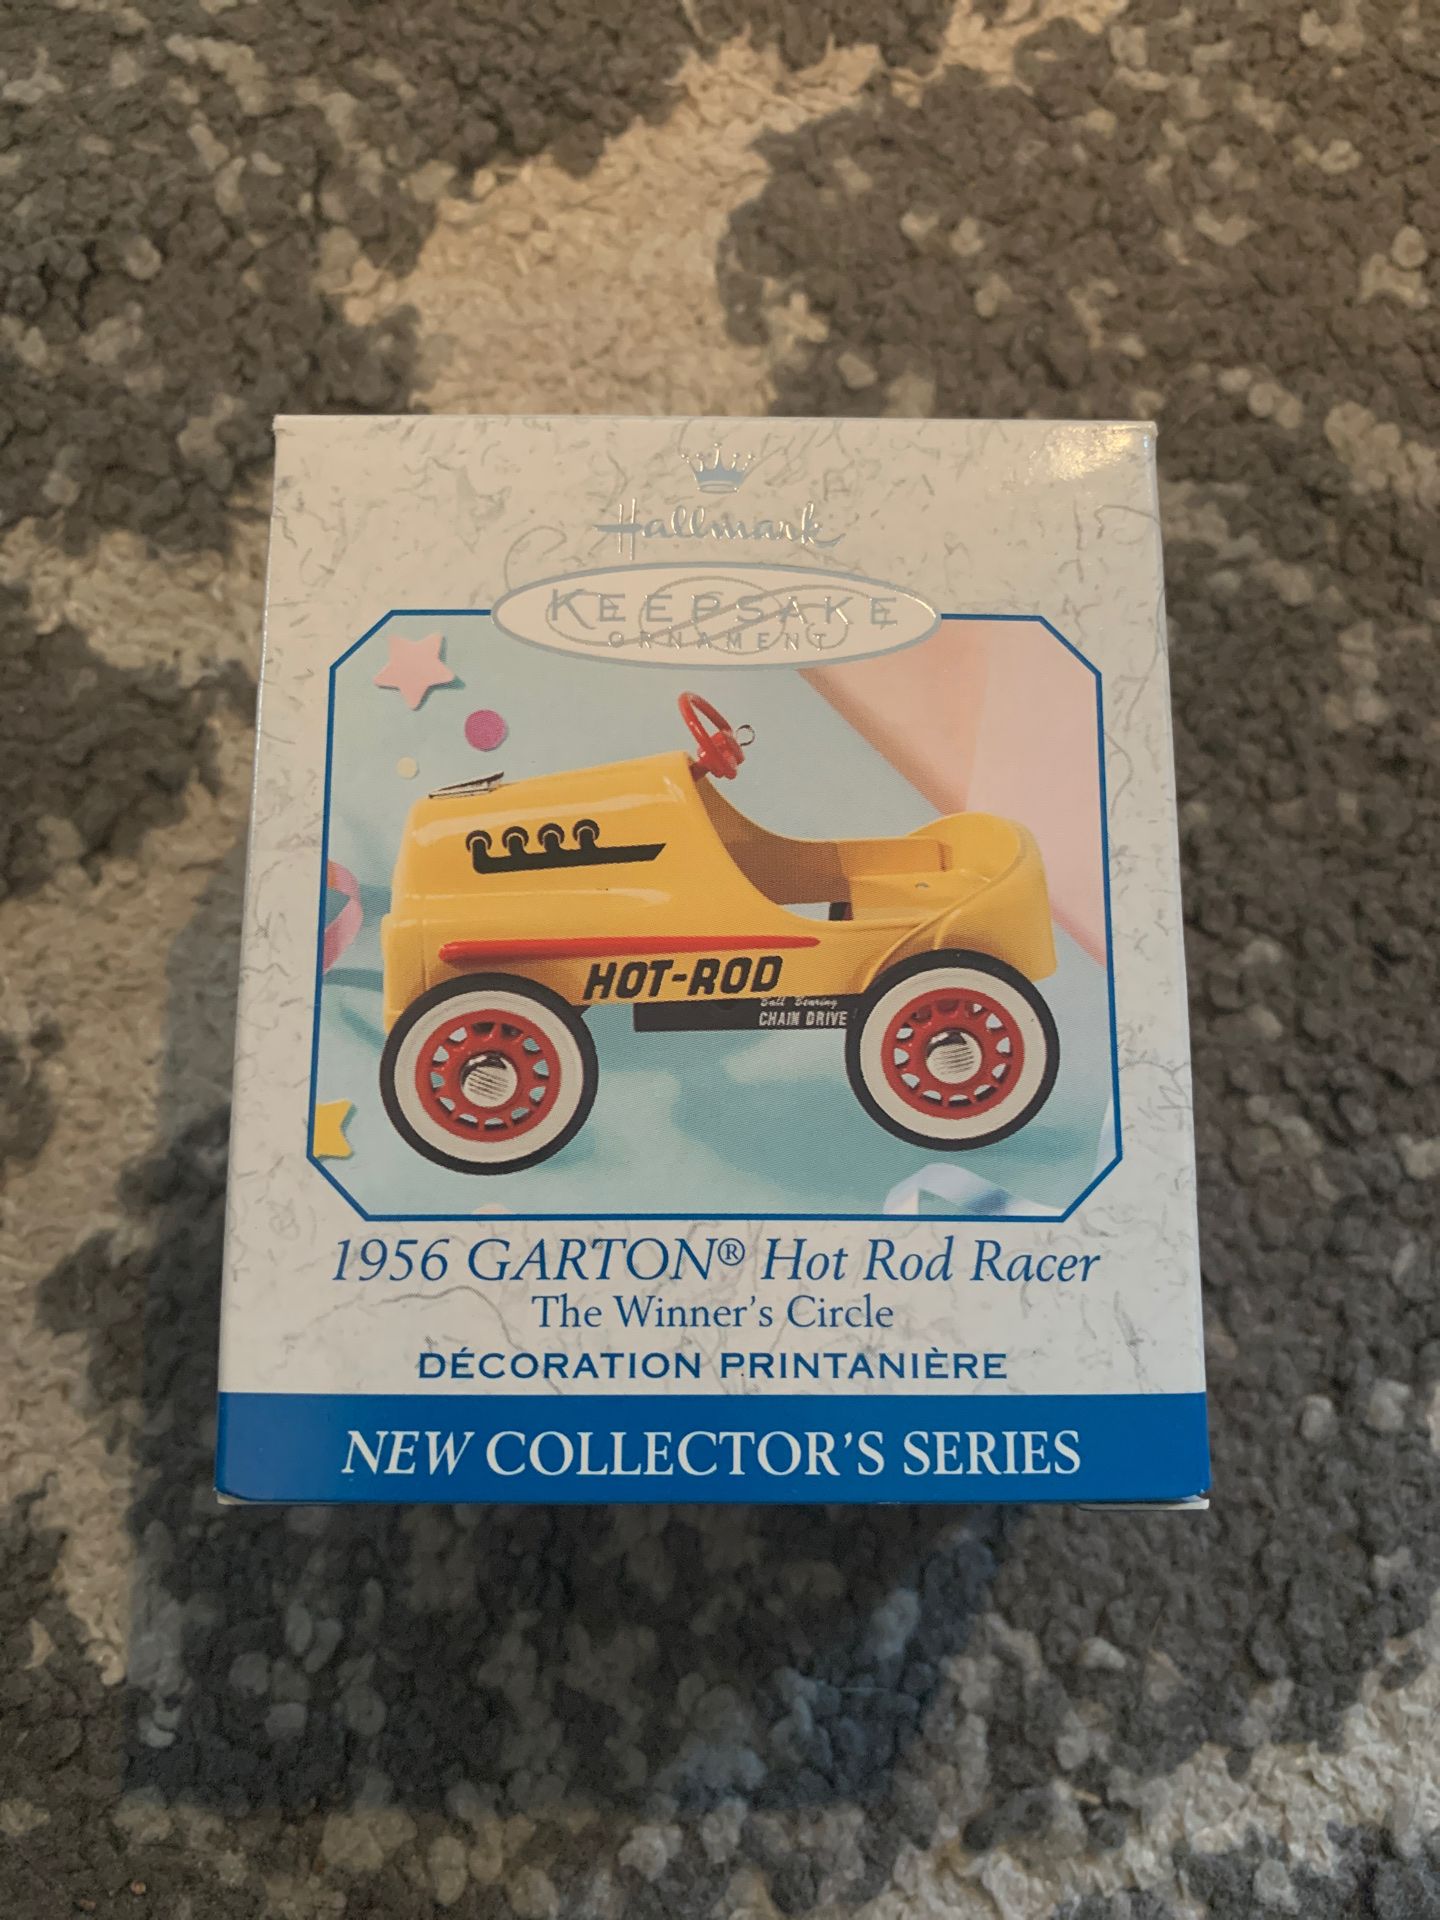 Hallmark
KEEPSAKE
ORNAMENT
HOT-ROD
Ball Bearing
CHAIN DRIVE
1956 GARTON® Hot Rod Racer
The Winner's Circle
DÉCORATION PRINTANIÈRE
NEW COLLECTOR'S SERIES